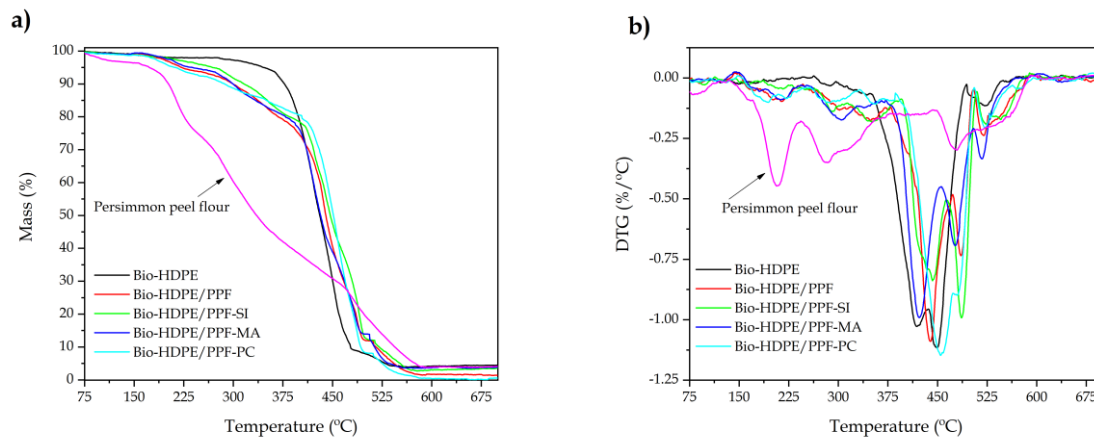 a)
100
90
80
70
60
50
40
30
20
10
0
Mass (%)
Persimmon peel flour
Bio-HDPE
Bio-HDPE/PPF
Bio-HDPE/PPF-SI
Bio-HDPE/PPF-MA
Bio-HDPE/PPF-PC
75 150 225 300 375 450 525 600 675
Temperature (ºC)
b)
0.00
-0.25
-0.50
-0.75
-1.00
-1.25
DTG (%/ºC)
Persimmon peel flour
Bio-HDPE
Bio-HDPE/PPF
Bio-HDPE/PPF-SI
Bio-HDPE/PPF-MA
Bio-HDPE/PPF-PC
75 150 225 300 375 450 525 600 675
Temperature (ºC)